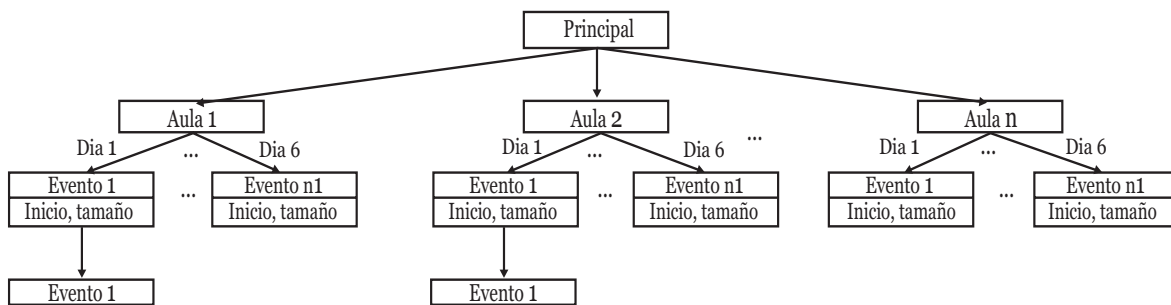 Principal
Aula 1
Aula 2
Aula n
...
Dia 1
...
Dia 6
Dia 1
...
Dia 6
Dia 1
...
Dia 6
Evento 1
...
Evento n1
Evento 1
...
Evento n1
Evento 1
...
Evento n1
Inicio, tamaño
Inicio, tamaño
Inicio, tamaño
Inicio, tamaño
Inicio, tamaño
Inicio, tamaño
Evento 1
Evento 1